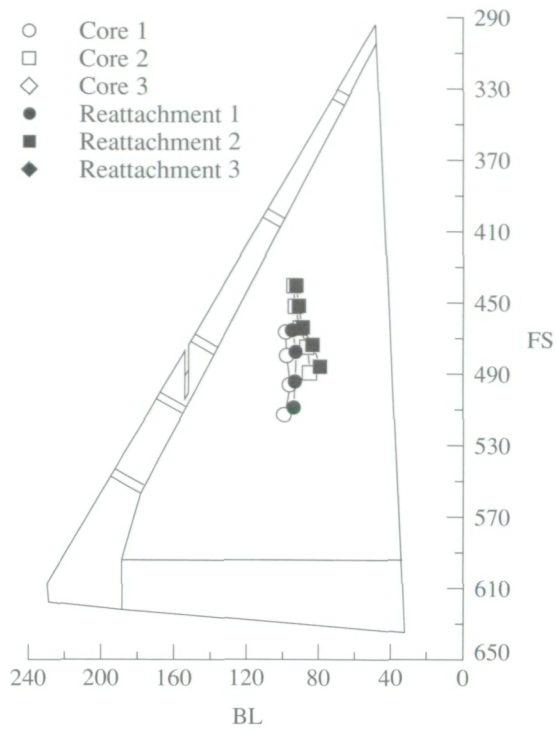 Core 1
Core 2
Core 3
Reattachment 1
Reattachment 2
Reattachment 3
290
330
370
410
450
FS
490
530
570
610
650
240 200 160 120 80 40 0
BL